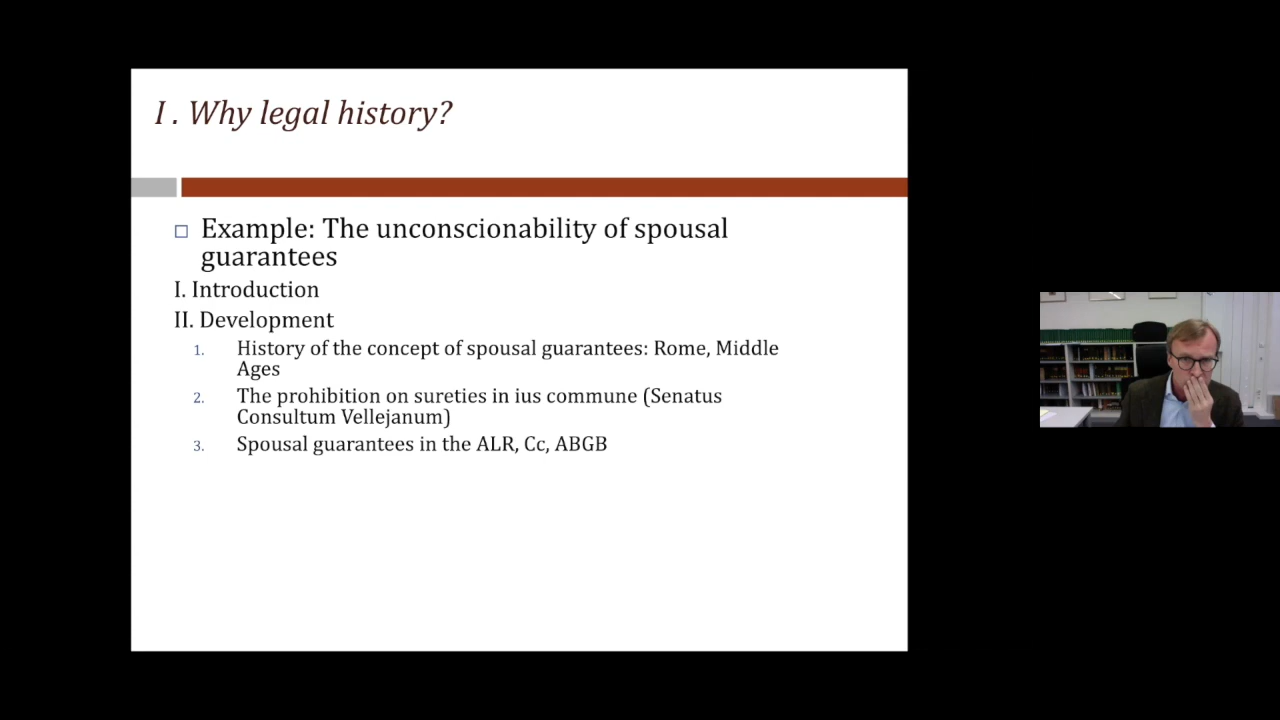 I . Why legal history?
Example: The unconscionability of spousal
guarantees
I. Introduction
II. Development
1. History of the concept of spousal guarantees: Rome, Middle
Ages
2. The prohibition on sureties in ius commune (Senatus
Consultum Vellejanum)
3. Spousal guarantees in the ALR, Cc, ABGB